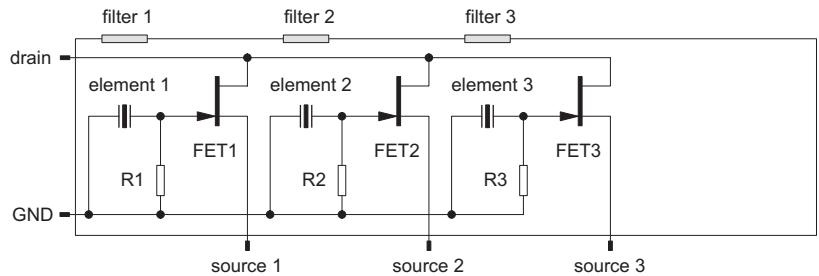 filter 1 filter 2 filter 3
drain
element 1 element 2 element 3
FET1 FET2 FET3
R1 R2 R3
GND
source 1 source 2 source 3